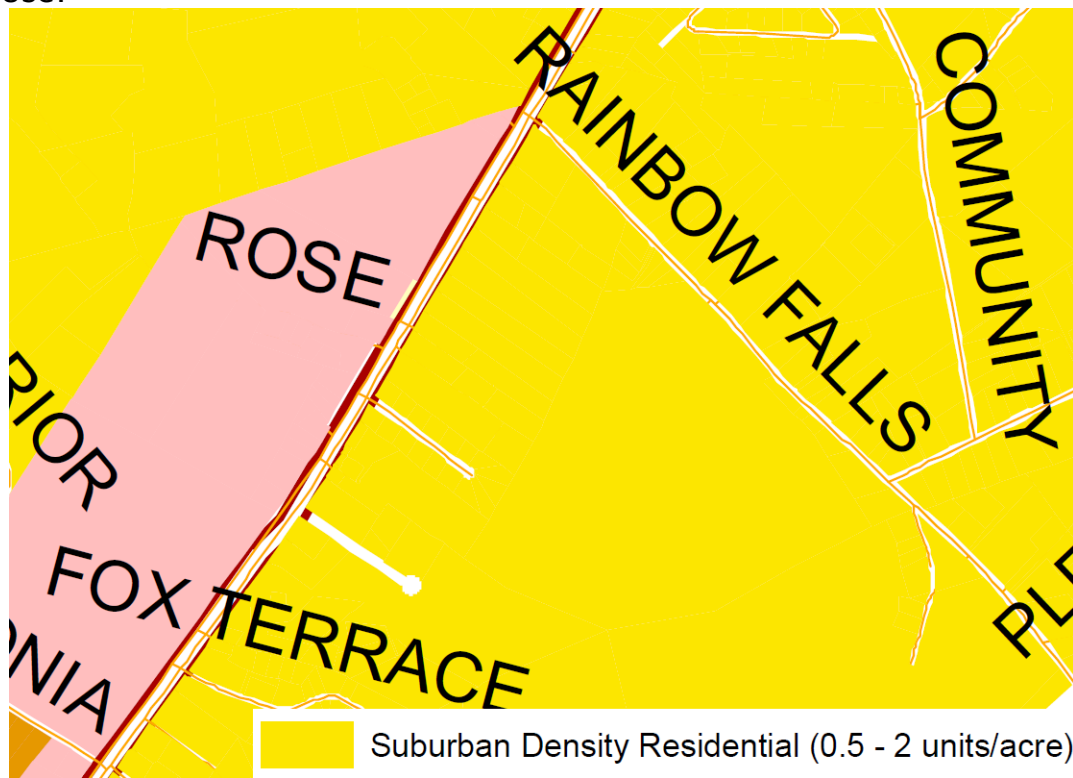 RAINBOW FALLS
COMMUNITY
ROSE
RIOR
FOX TERRACE
ONIA
PLE
Suburban Density Residential (0.5 - 2 units/acre)